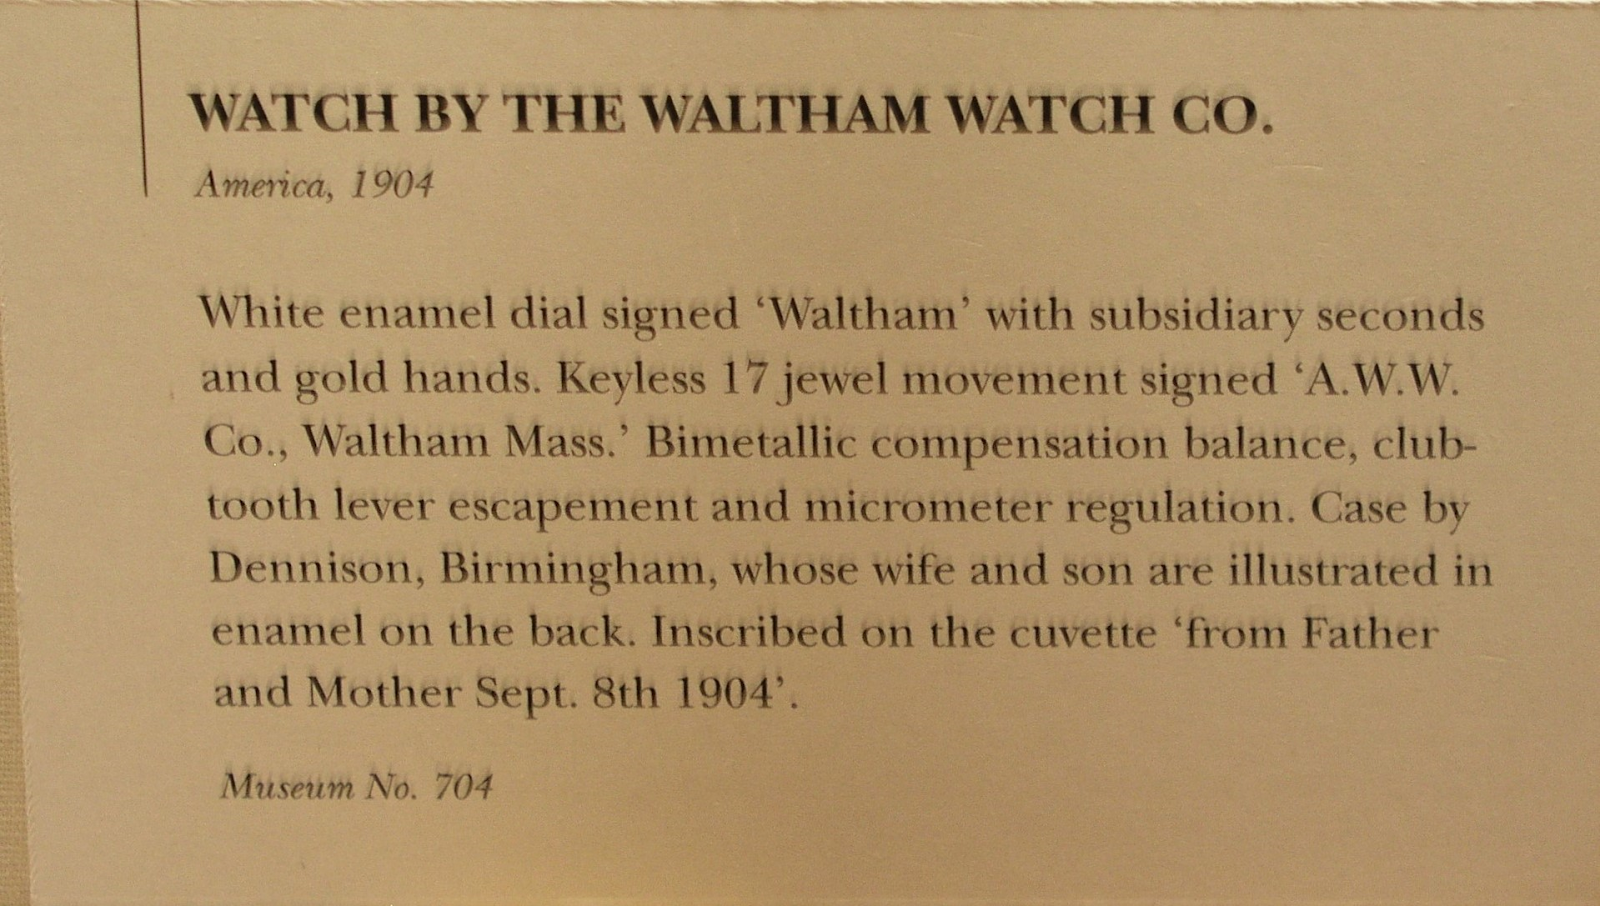 WATCH BY THE WALTHAM WATCH CO.
America, 1904
White enamel dial signed ‘Waltham’ with subsidiary seconds
and gold hands. Keyless 17 jewel movement signed ‘A.W.W.
Co., Waltham Mass.’ Bimetallic compensation balance, club-
tooth lever escapement and micrometer regulation. Case by
Dennison, Birmingham, whose wife and son are illustrated in
enamel on the back. Inscribed on the cuvette ‘from Father
and Mother Sept. 8th 1904’.
Museum No. 704